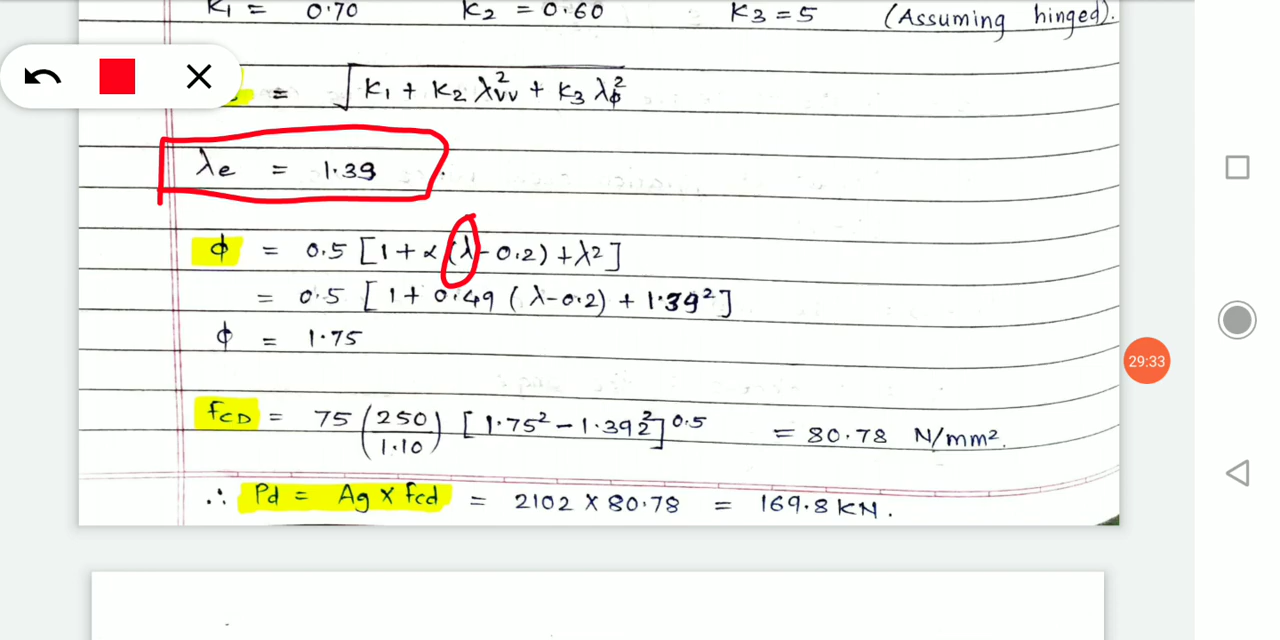 K1 = 0.70 K2 = 0.60 K3 = 5 (Assuming hinged).
= √K1 + K2 λ²vv + K3 λ²φ
λe = 1.39
φ = 0.5 [1 + α (λ - 0.2) + λ²]
= 0.5 [ 1 + 0.49 ( λ - 0.2) + 1.39²]
φ = 1.75
29:33
fCD = 75 (250/1.10) [1.75² - 1.39²]^0.5 = 80.78 N/mm².
∴ Pd = Ag × fcd = 2102 × 80.78 = 169.8 KN.